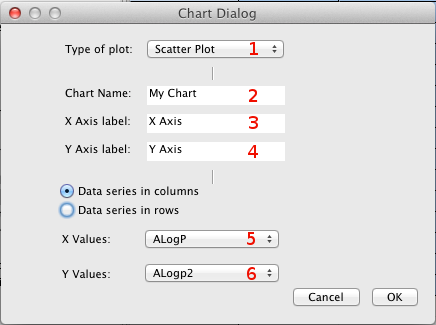 Chart Dialog
Type of plot: Scatter Plot 1
Chart Name: My Chart 2
X Axis label: X Axis 3
Y Axis label: Y Axis 4
Data series in columns
Data series in rows
X Values: ALogP 5
Y Values: ALogp2 6
Cancel OK